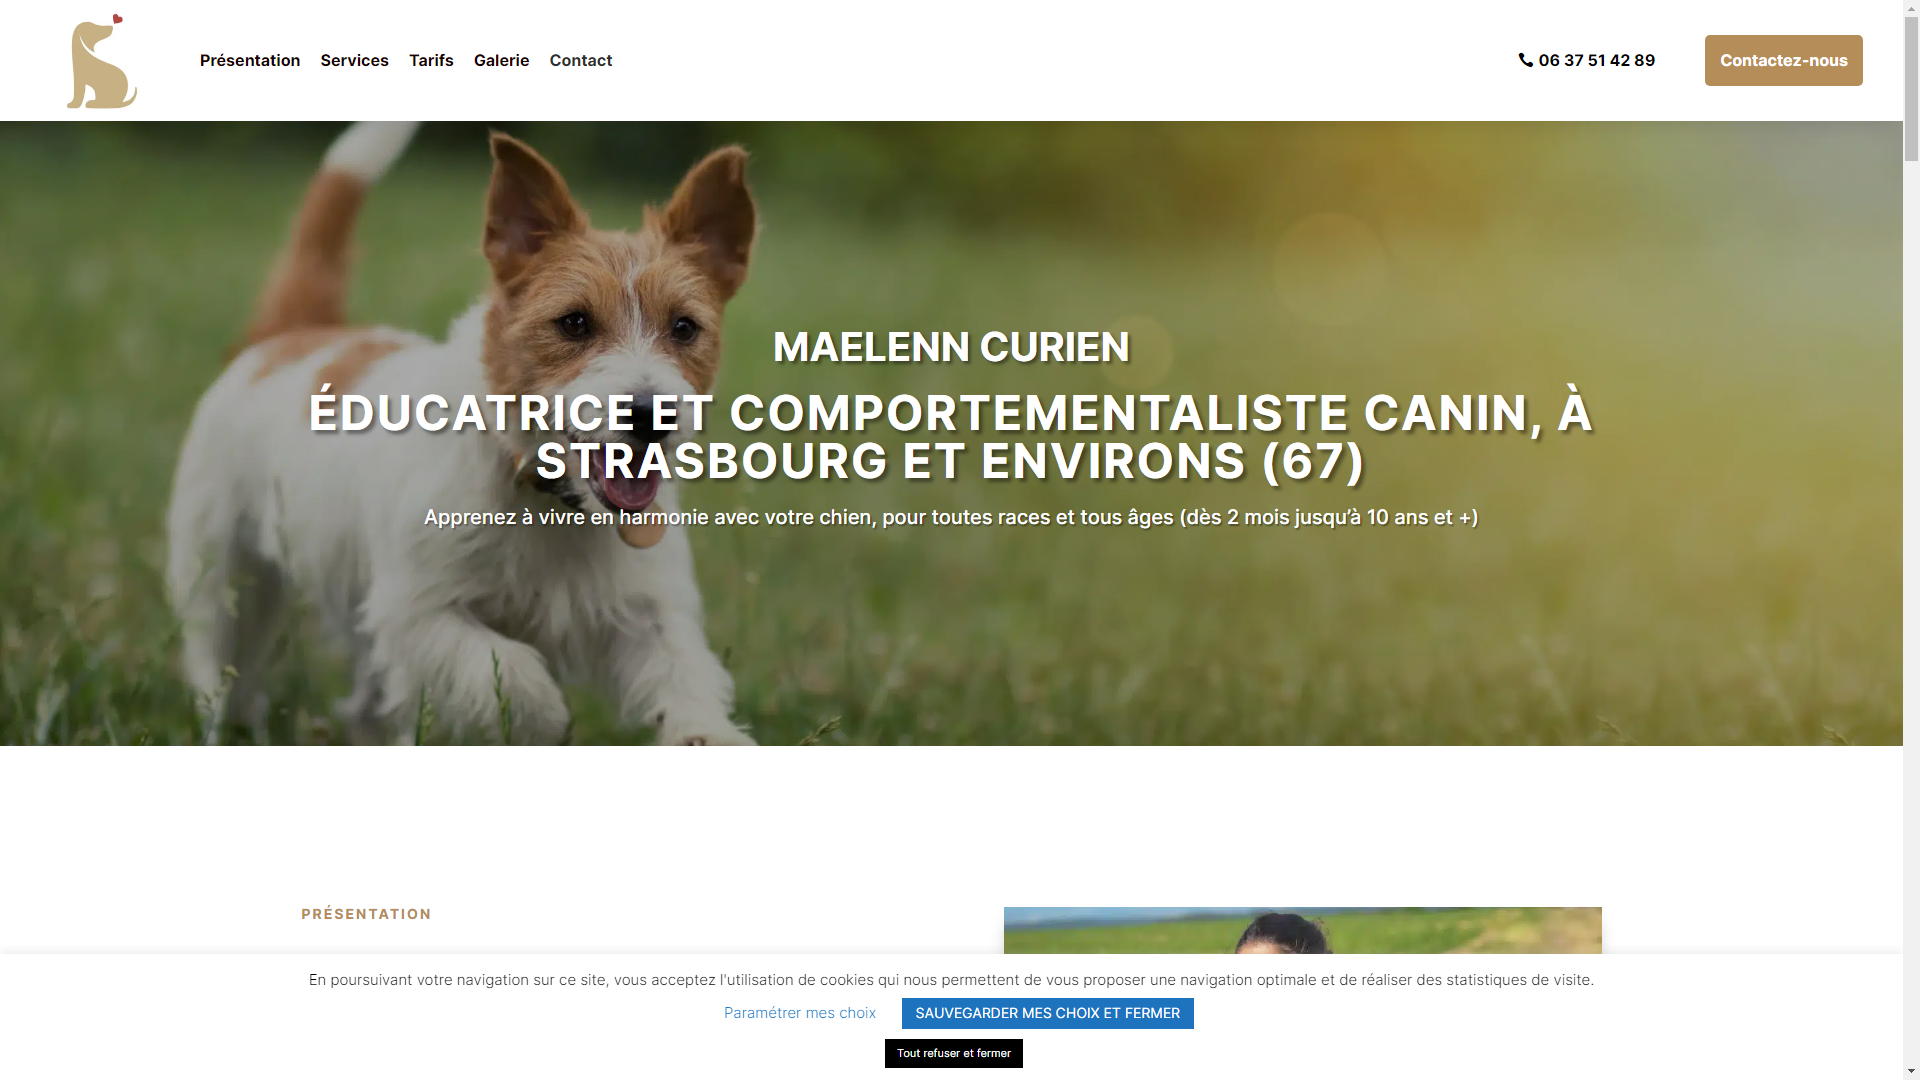 Présentation Services Tarifs Galerie Contact 06 37 51 42 89 Contactez-nous
MAELENN CURIEN
ÉDUCATRICE ET COMPORTEMENTALISTE CANIN, À
STRASBOURG ET ENVIRONS (67)
Apprenez à vivre en harmonie avec votre chien, pour toutes races et tous âges (dès 2 mois jusqu’à 10 ans et +)
PRÉSENTATION
En poursuivant votre navigation sur ce site, vous acceptez l'utilisation de cookies qui nous permettent de vous proposer une navigation optimale et de réaliser des statistiques de visite.
Paramétrer mes choix SAUVEGARDER MES CHOIX ET FERMER
Tout refuser et fermer